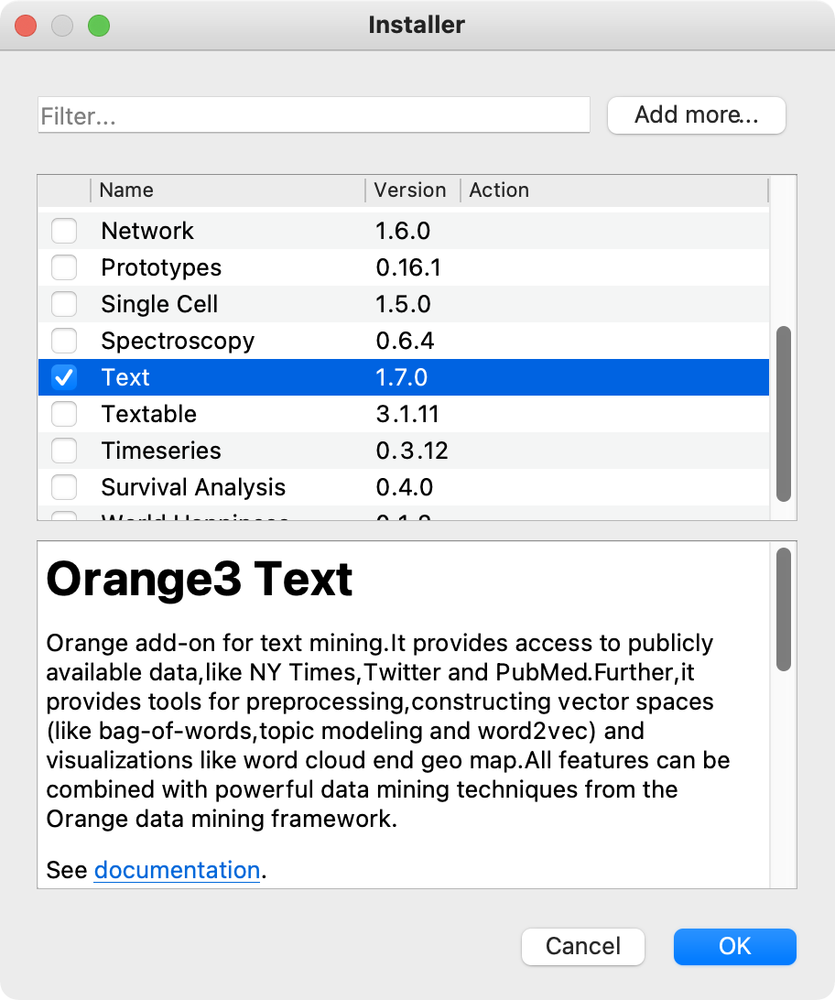 Installer
Filter...
Add more...
Name Version Action
Network 1.6.0
Prototypes 0.16.1
Single Cell 1.5.0
Spectroscopy 0.6.4
Text 1.7.0
Textable 3.1.11
Timeseries 0.3.12
Survival Analysis 0.4.0
World Happiness 0.1.2
Orange3 Text
Orange add-on for text mining.It provides access to publicly
available data,like NY Times,Twitter and PubMed.Further,it
provides tools for preprocessing,constructing vector spaces
(like bag-of-words,topic modeling and word2vec) and
visualizations like word cloud end geo map.All features can be
combined with powerful data mining techniques from the
Orange data mining framework.
See documentation.
Cancel OK